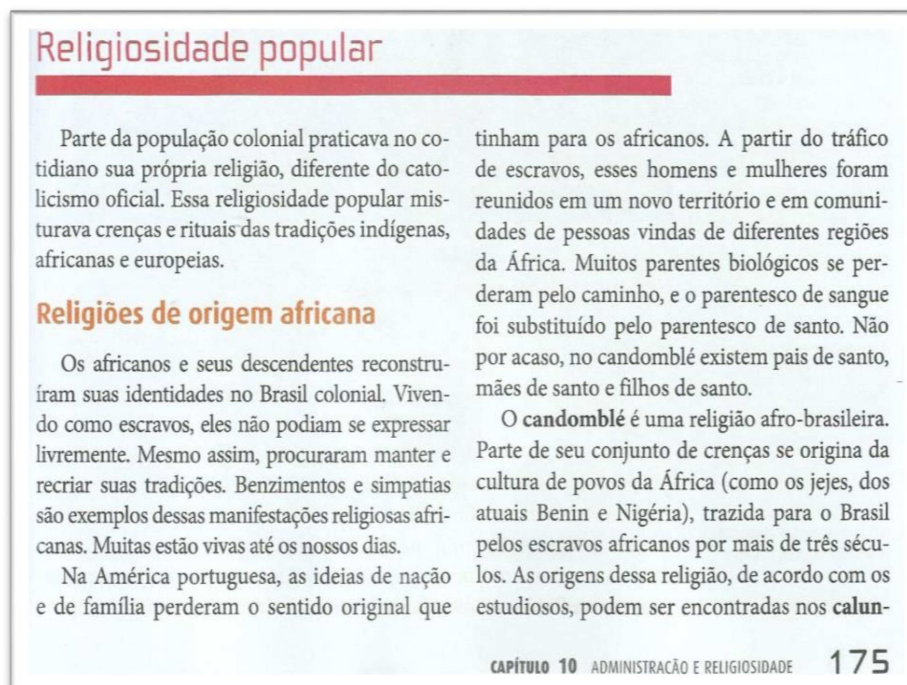 Religiosidade popular
Parte da população colonial praticava no co-
tidiano sua própria religião, diferente do cato-
licismo oficial. Essa religiosidade popular mis-
turava crenças e rituais das tradições indígenas,
africanas e europeias.
Religiões de origem africana
Os africanos e seus descendentes reconstru-
íram suas identidades no Brasil colonial. Viven-
do como escravos, eles não podiam se expressar
livremente. Mesmo assim, procuraram manter e
recriar suas tradições. Benzimentos e simpatias
são exemplos dessas manifestações religiosas afri-
canas. Muitas estão vivas até os nossos dias.
Na América portuguesa, as ideias de nação
e de família perderam o sentido original que
tinham para os africanos. A partir do tráfico
de escravos, esses homens e mulheres foram
reunidos em um novo território e em comuni-
dades de pessoas vindas de diferentes regiões
da África. Muitos parentes biológicos se per-
deram pelo caminho, e o parentesco de sangue
foi substituído pelo parentesco de santo. Não
por acaso, no candomblé existem pais de santo,
mães de santo e filhos de santo.
O candomblé é uma religião afro-brasileira.
Parte de seu conjunto de crenças se origina da
cultura de povos da África (como os jejes, dos
atuais Benin e Nigéria), trazida para o Brasil
pelos escravos africanos por mais de três sécu-
los. As origens dessa religião, de acordo com os
estudiosos, podem ser encontradas nos calun-
CAPÍTULO 10 ADMINISTRAÇÃO E RELIGIOSIDADE 175